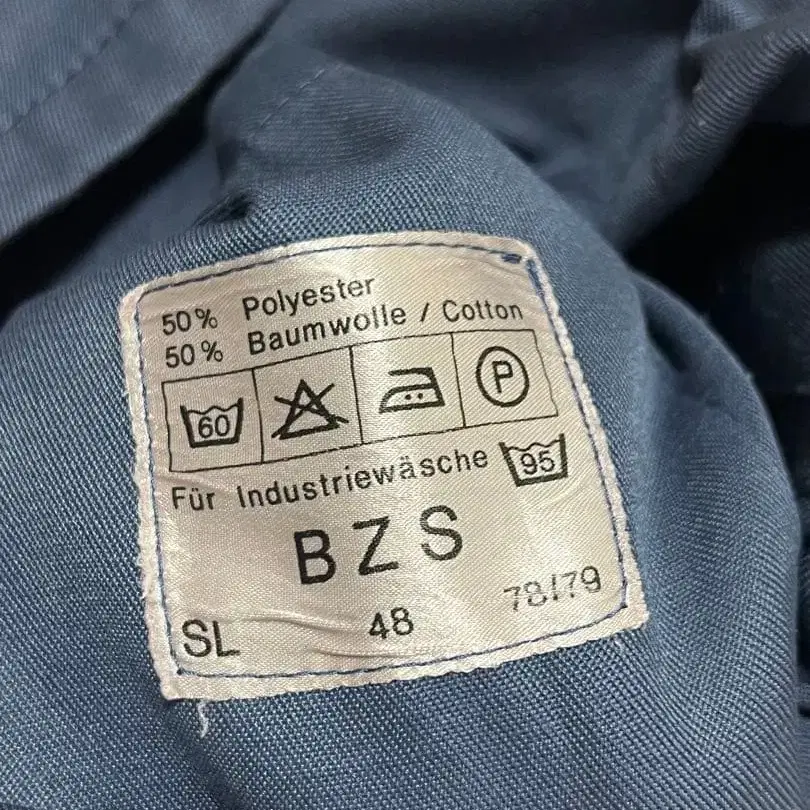 50% Polyester
50% Baumwolle / Cotton
60 P
Für Industriewäsche 95
BZS
SL 48 78/79